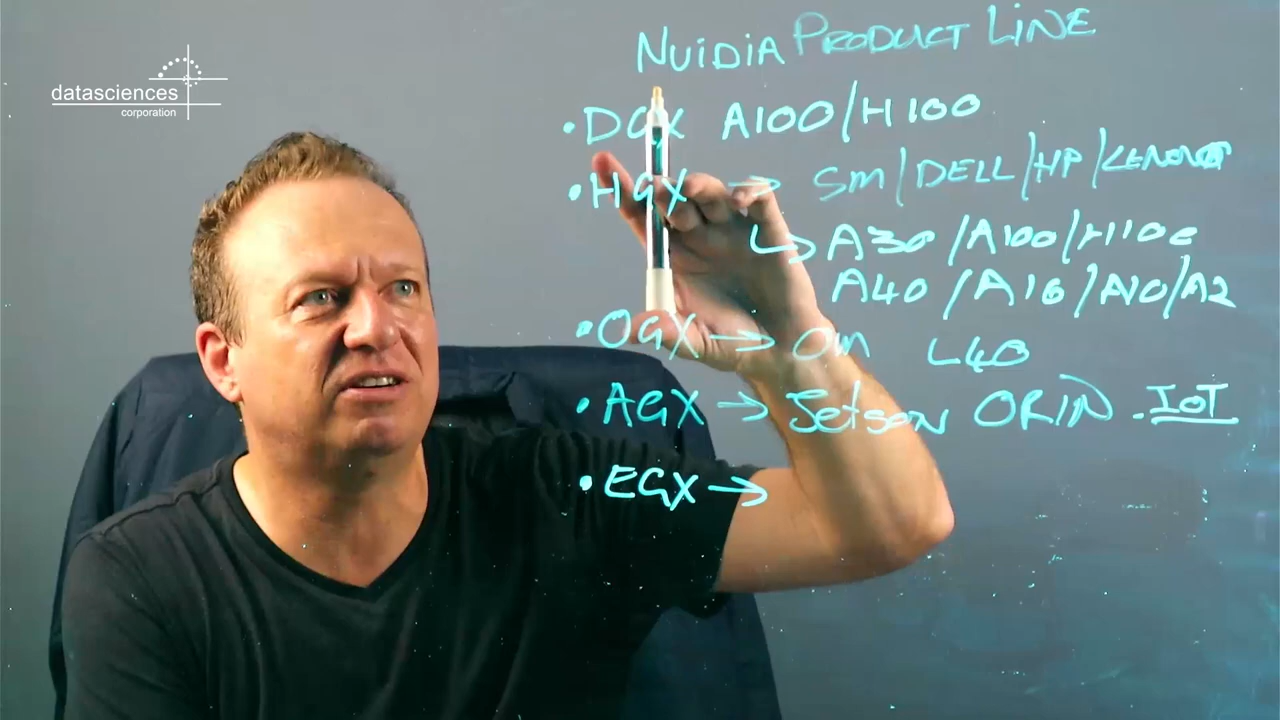 datasciences
corporation
NViDiA PRODUCT LiNE
• DGX A100/H100
• HGX → Sm/DELL/HP/LENOVO
↳ A30/A100/H100
A40/A16/A10/A2
• OGX → Om L40
• AGX → Jetson ORIN . IoT
• EGX →